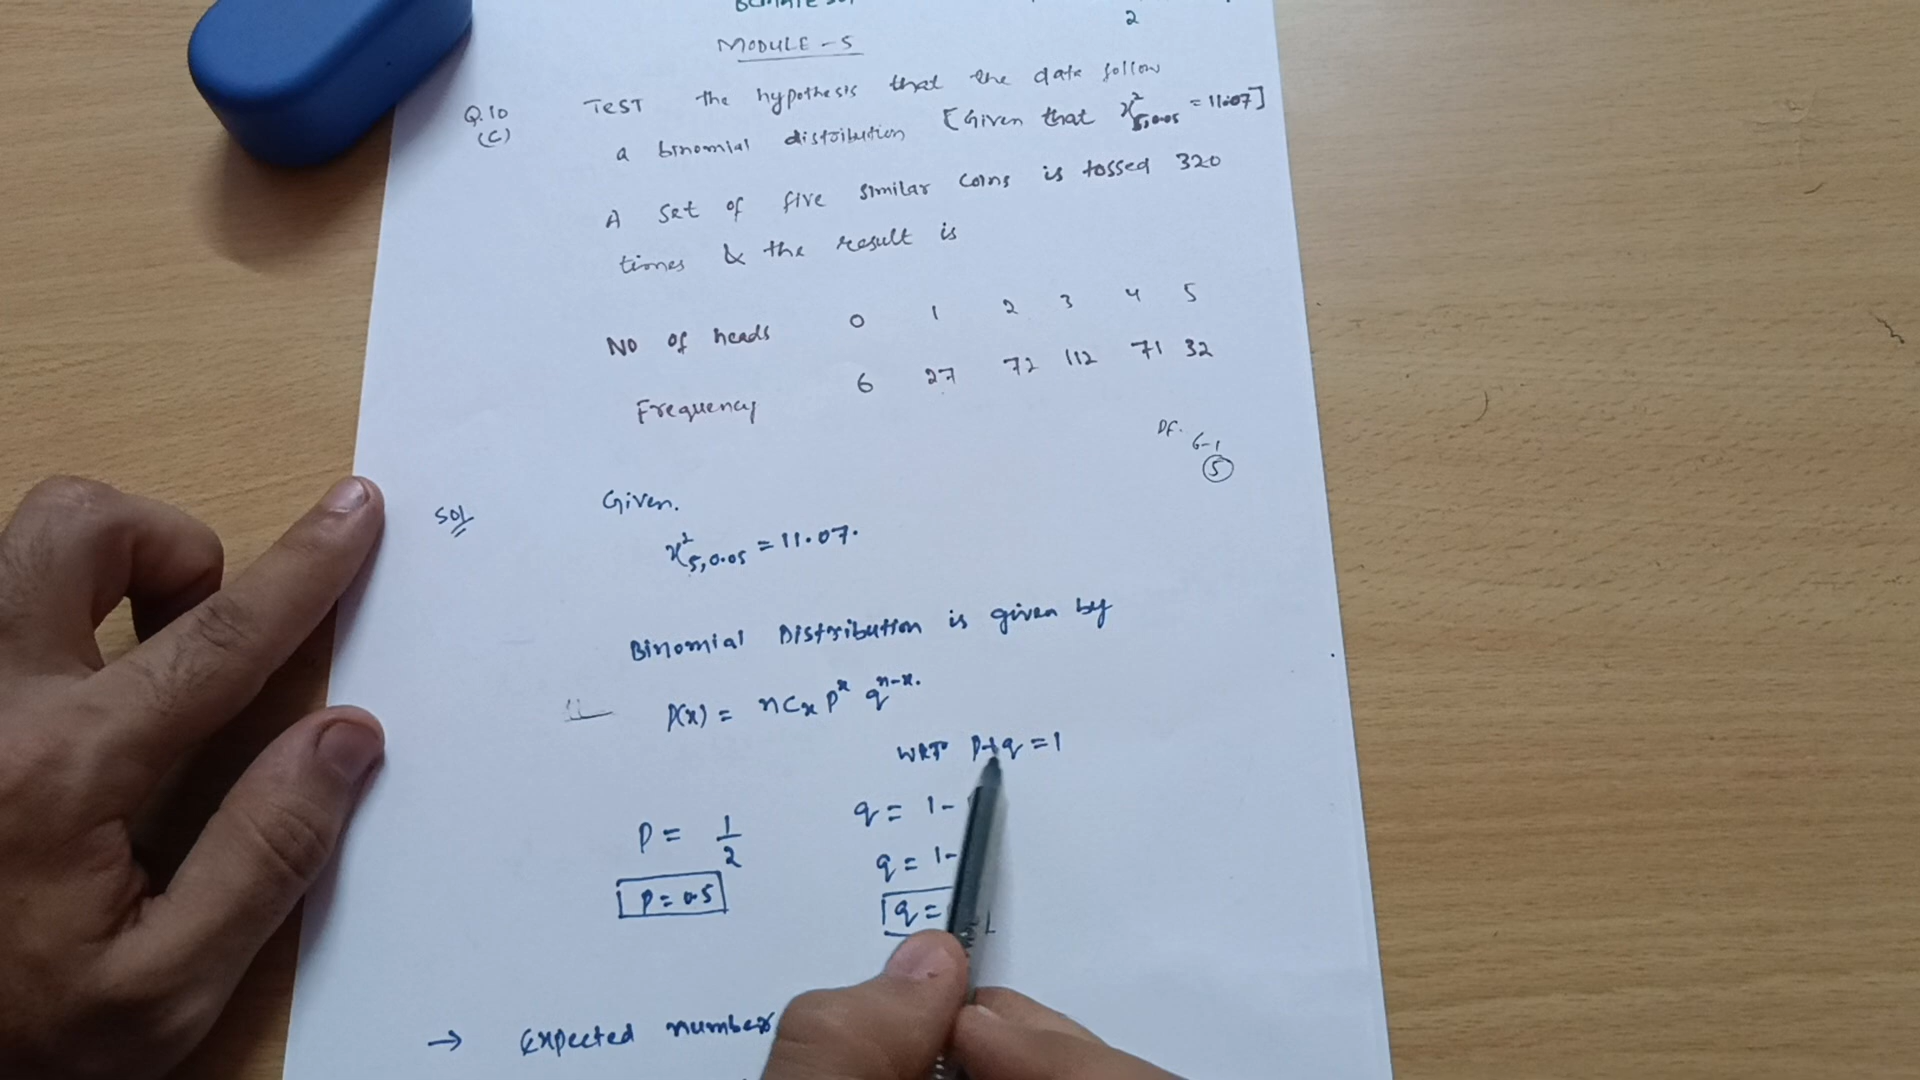 2
MODULE - 5
Q.10 TEST the hypothesis that the data follow
(C) a binomial distribution [Given that x²5,0.05 = 11.07]
A set of five similar coins is tossed 320
times & the result is
No of heads 0 1 2 3 4 5
Frequency 6 27 72 112 71 32
DF.
6-1
5
Sol Given.
x²5,0.05 = 11.07.
Binomial Distribution is given by
P(x) = nCx p^x q^n-x.
WKT P+q = 1
P = 1/2 q = 1-
P = 0.5 q = 1-
q =
→ Expected number